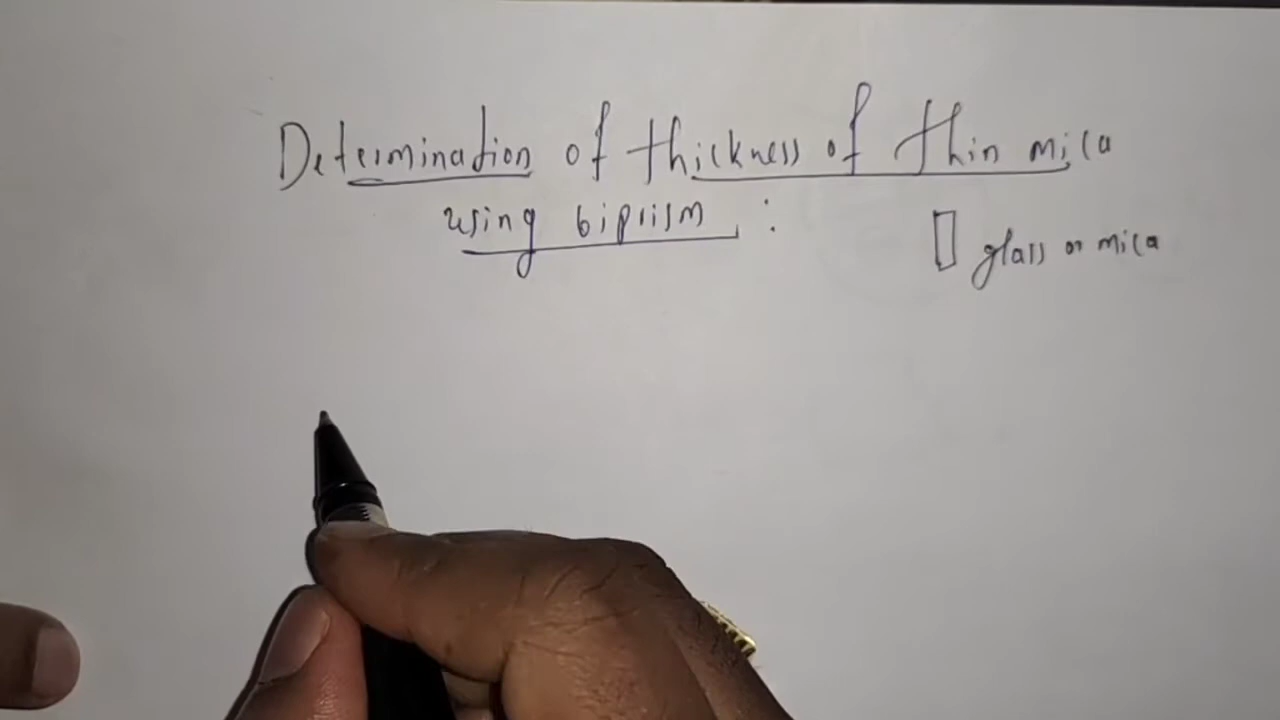 Determination of thickness of thin mica
using biprism :
glass or mica